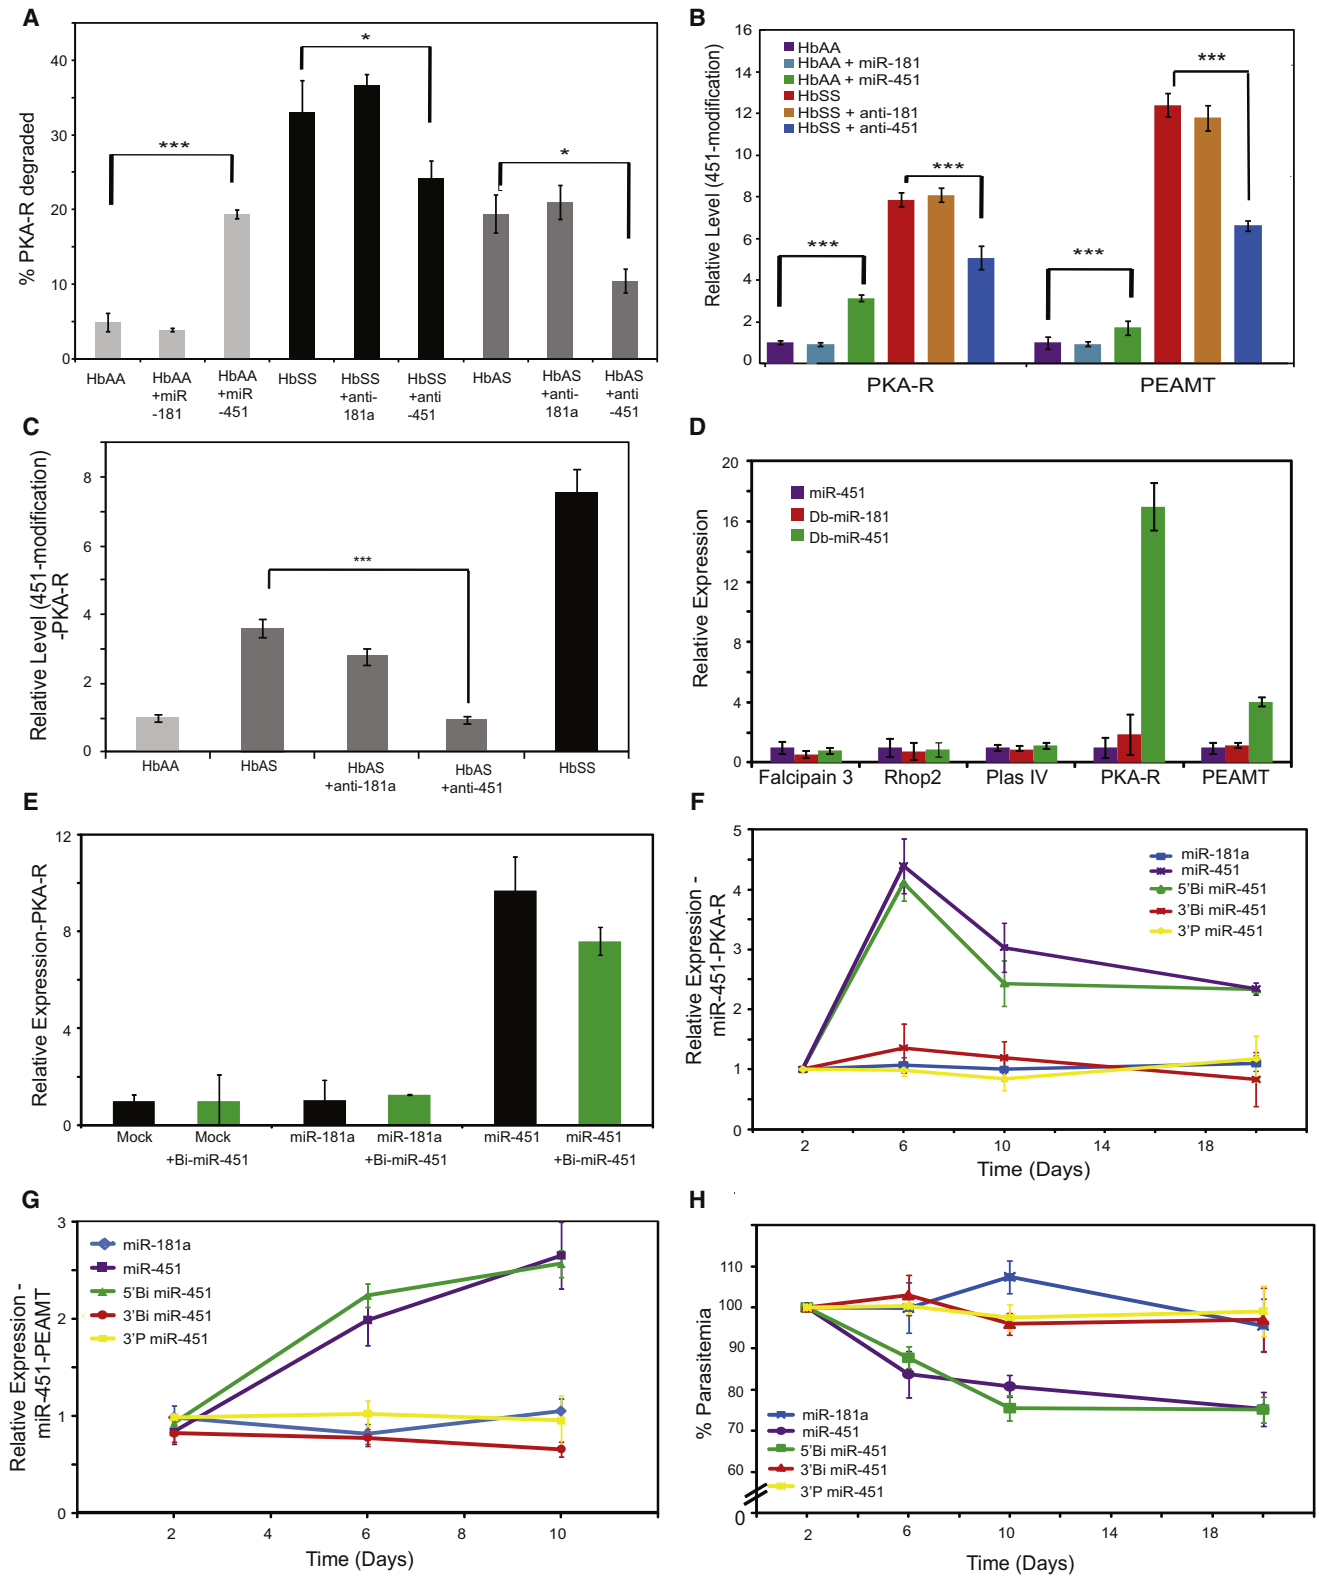 A
% PKA-R degraded
40
30
20
10
0
*
***
*
HbAA
HbAA
+miR
-181
HbAA
+miR
-451
HbSS
HbSS
+anti-
181a
HbSS
+anti
-451
HbAS
HbAS
+anti-
181a
HbAS
+anti
-451
B
Relative Level (451-modification)
16
14
12
10
8
6
4
2
0
HbAA
HbAA + miR-181
HbAA + miR-451
HbSS
HbSS + anti-181
HbSS + anti-451
***
***
***
***
PKA-R
PEAMT
C
Relative Level (451-modification)
-PKA-R
8
6
4
2
0
***
HbAA
HbAS
HbAS
+anti-181a
HbAS
+anti-451
HbSS
D
Relative Expression
20
16
12
8
4
0
miR-451
Db-miR-181
Db-miR-451
Falcipain 3
Rhop2
Plas IV
PKA-R
PEAMT
E
Relative Expression-PKA-R
12
8
4
0
Mock
Mock
+Bi-miR-451
miR-181a
miR-181a
+Bi-miR-451
miR-451
miR-451
+Bi-miR-451
F
Relative Expression -
miR-451-PKA-R
5
4
3
2
1
0
miR-181a
miR-451
5'Bi miR-451
3'Bi miR-451
3'P miR-451
2
6
10
14
18
Time (Days)
G
Relative Expression -
miR-451-PEAMT
3
2
1
0
miR-181a
miR-451
5'Bi miR-451
3'Bi miR-451
3'P miR-451
2
4
6
8
10
Time (Days)
H
% Parasitemia
110
100
90
80
70
60
0
miR-181a
miR-451
5'Bi miR-451
3'Bi miR-451
3'P miR-451
2
6
10
14
18
Time (Days)